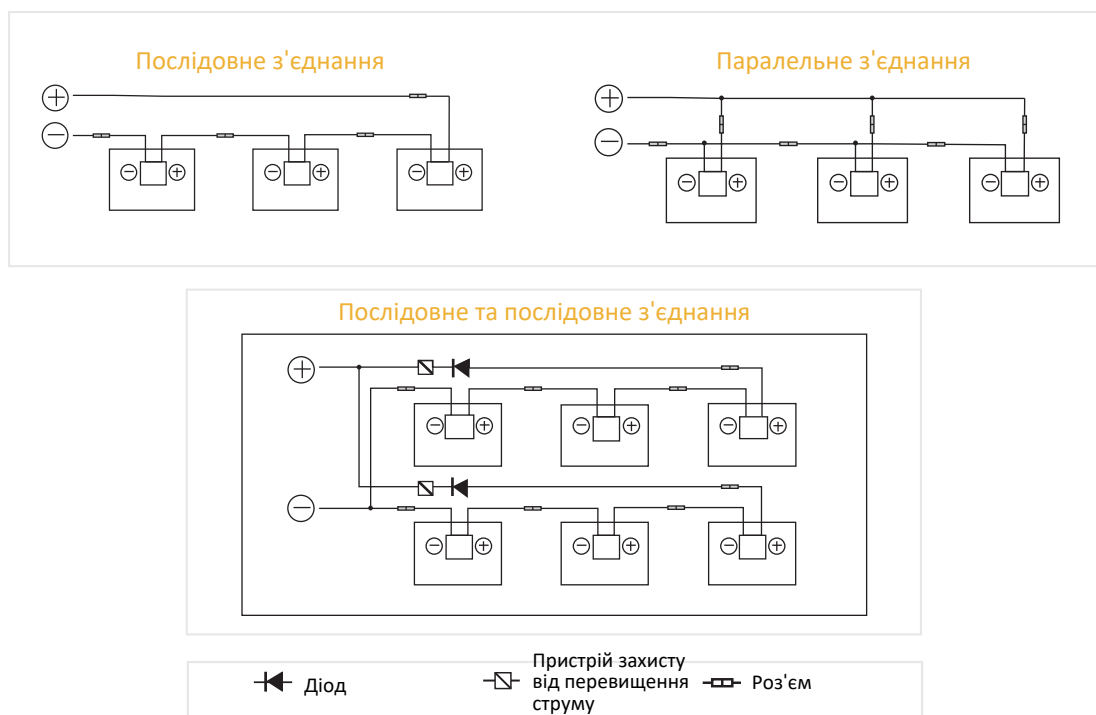 Послідовне з'єднання
Паралельне з'єднання
Послідовне та послідовне з'єднання
Діод
Пристрій захисту
від перевищення
струму
Роз'єм